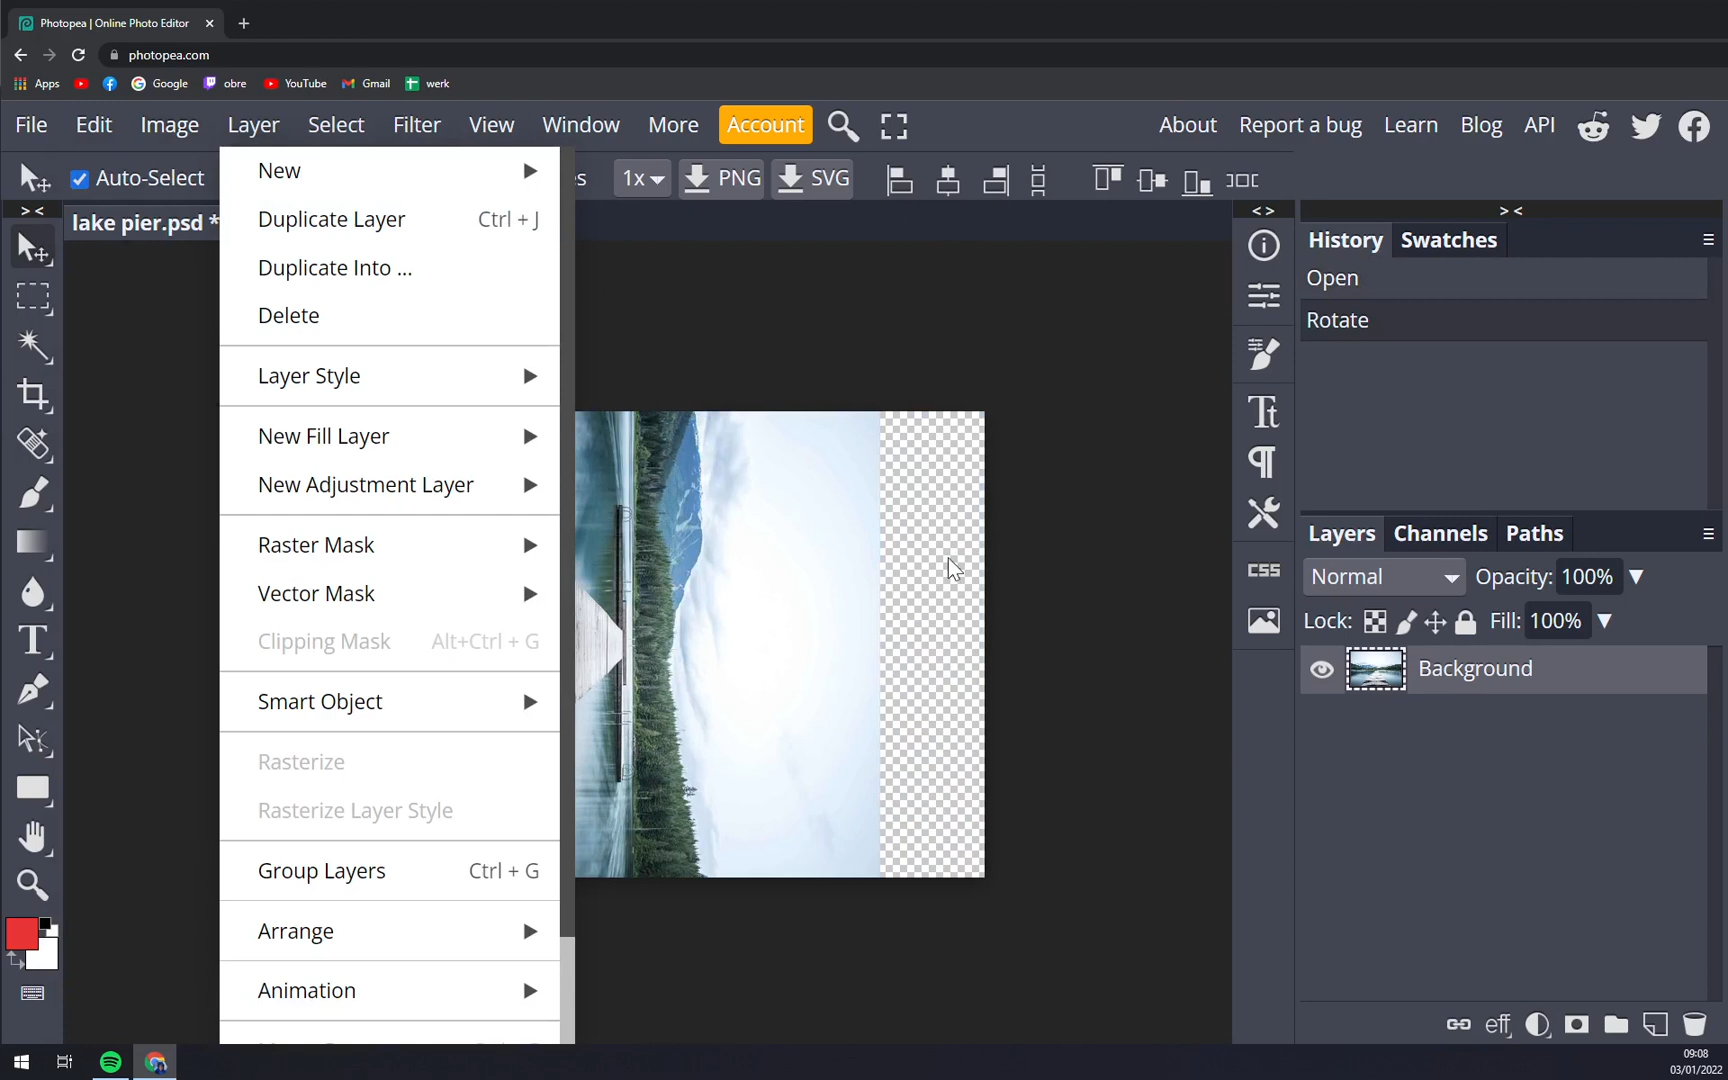 Photopea | Online Photo Editor
photopea.com
Apps Google obre YouTube Gmail werk
File Edit Image Layer Select Filter View Window More Account About Report a bug Learn Blog API
Auto-Select s 1x PNG SVG
lake pier.psd *
New
Duplicate Layer Ctrl + J
Duplicate Into ...
Delete
Layer Style
New Fill Layer
New Adjustment Layer
Raster Mask
Vector Mask
Clipping Mask Alt+Ctrl + G
Smart Object
Rasterize
Rasterize Layer Style
Group Layers Ctrl + G
Arrange
Animation
> <
< >
> <
CSS
History Swatches
Open
Rotate
Layers Channels Paths
Normal Opacity: 100%
Lock: Fill: 100%
Background
eff
09:08
03/01/2022